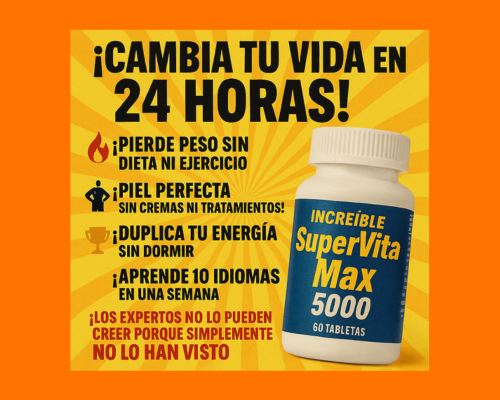 ¡CAMBIA TU VIDA EN
24 HORAS!
¡PIERDE PESO SIN
DIETA NI EJERCICIO
¡PIEL PERFECTA
SIN CREMAS NI TRATAMIENTOS!
¡DUPLICA TU ENERGÍA
SIN DORMIR
¡APRENDE 10 IDIOMAS
EN UNA SEMANA
¡LOS EXPERTOS NO LO PUEDEN
CREER PORQUE SIMPLEMENTE
NO LO HAN VISTO
INCREÍBLE
SuperVita
Max
5000
60 TABLETAS